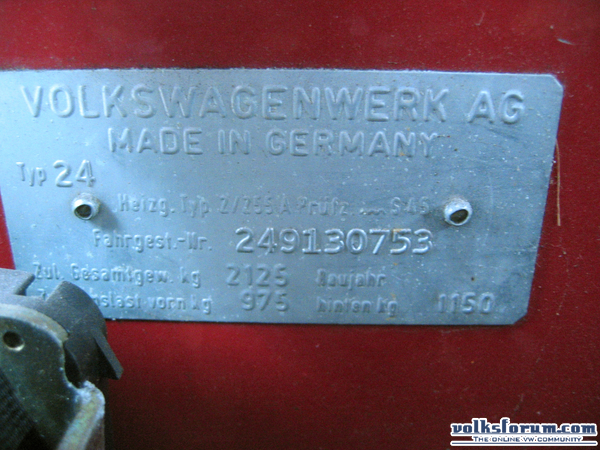 VOLKSWAGENWERK AG
MADE IN GERMANY
Typ 24
Heizg. Typ 2/255 A Prüfz. S 46
Fahrgest.-Nr. 249130753
Zul. Gesamtgew. kg 2125 Baujahr
vorn kg 975 hinten kg 1150
volksforum.com
THE-ONLINE-VW-COMMUNITY